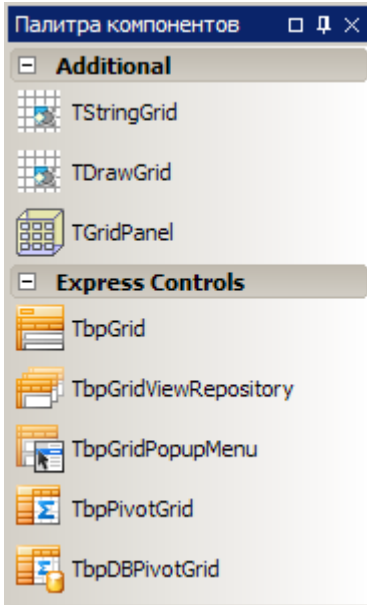 Палитра компонентов
Additional
TStringGrid
TDrawGrid
TGridPanel
Express Controls
TbpGrid
TbpGridViewRepository
TbpGridPopupMenu
TbpPivotGrid
TbpDBPivotGrid